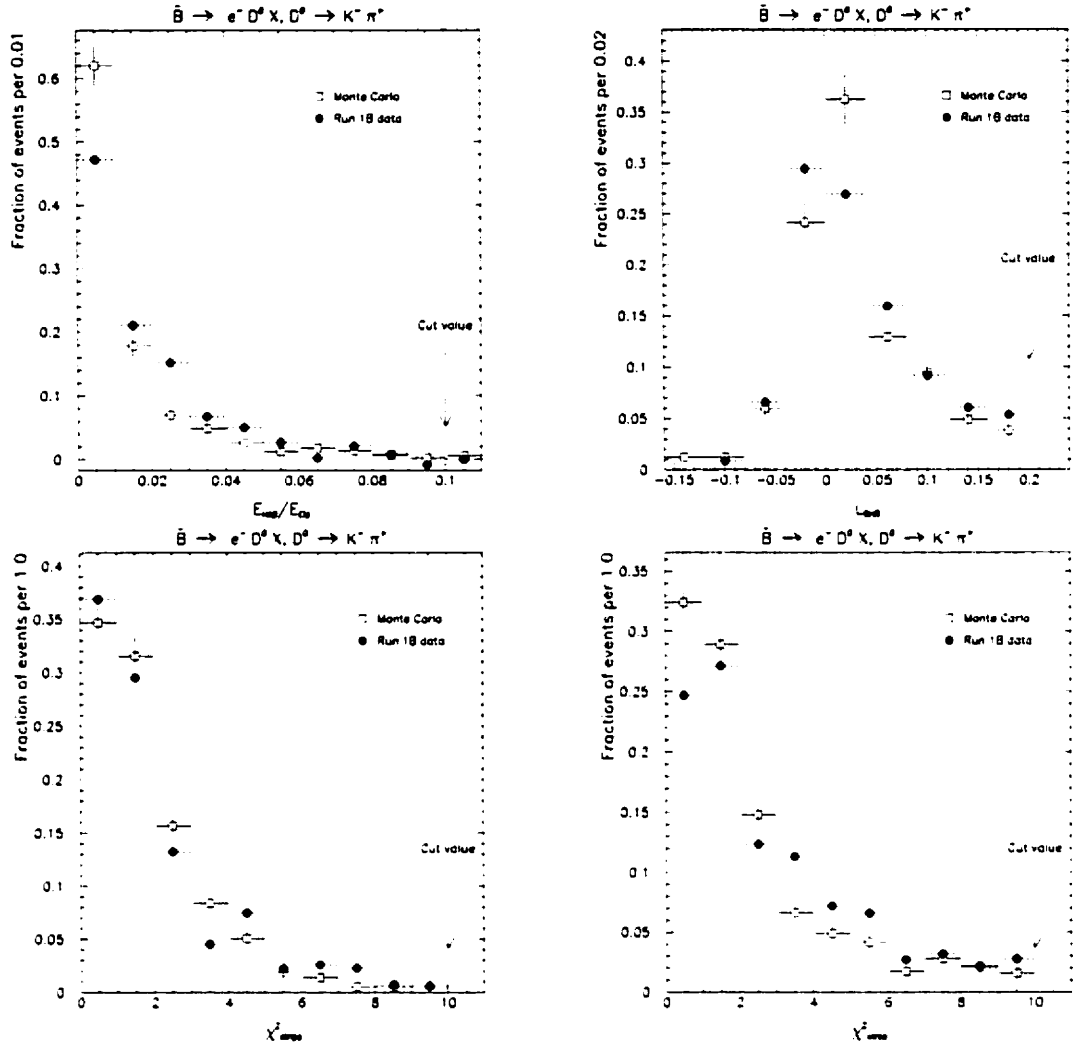 B̄ → e⁻ D⁰ X, D⁰ → K⁻ π⁺
Fraction of events per 0.01
0.6
0.5
0.4
0.3
0.2
0.1
0
Monte Carlo
Run 1B data
Cut value
0.02
0.04
0.06
0.08
0.1
B̄ → e⁻ D⁰ X, D⁰ → K⁻ π⁺
Fraction of events per 0.02
0.4
0.35
0.3
0.25
0.2
0.15
0.1
0.05
0
Monte Carlo
Run 1B data
Cut value
-0.15
-0.1
-0.05
0
0.05
0.1
0.15
0.2
B̄ → e⁻ D⁰ X, D⁰ → K⁻ π⁺
Fraction of events per 1.0
0.4
0.35
0.3
0.25
0.2
0.15
0.1
0.05
0
Monte Carlo
Run 1B data
Cut value
0
2
4
6
8
10
B̄ → e⁻ D⁰ X, D⁰ → K⁻ π⁺
Fraction of events per 1.0
0.35
0.3
0.25
0.2
0.15
0.1
0.05
0
Monte Carlo
Run 1B data
Cut value
0
2
4
6
8
10